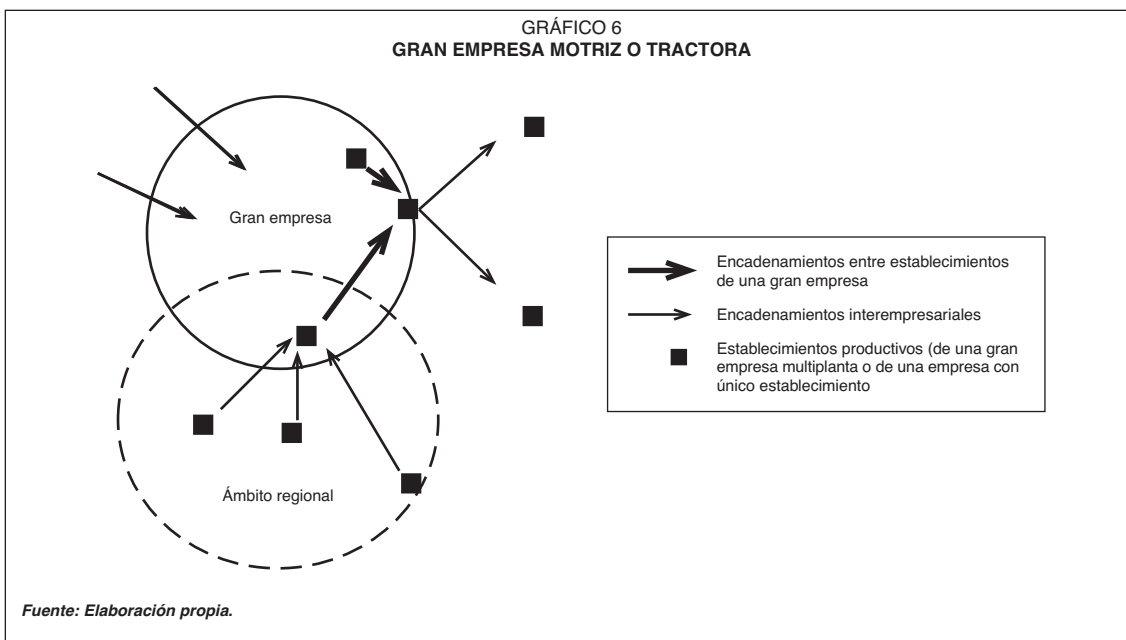 GRÁFICO 6
GRAN EMPRESA MOTRIZ O TRACTORA
Gran empresa
Ámbito regional
Encadenamientos entre establecimientos
de una gran empresa
Encadenamientos interempresariales
Establecimientos productivos (de una gran
empresa multiplanta o de una empresa con
único establecimiento
Fuente: Elaboración propia.